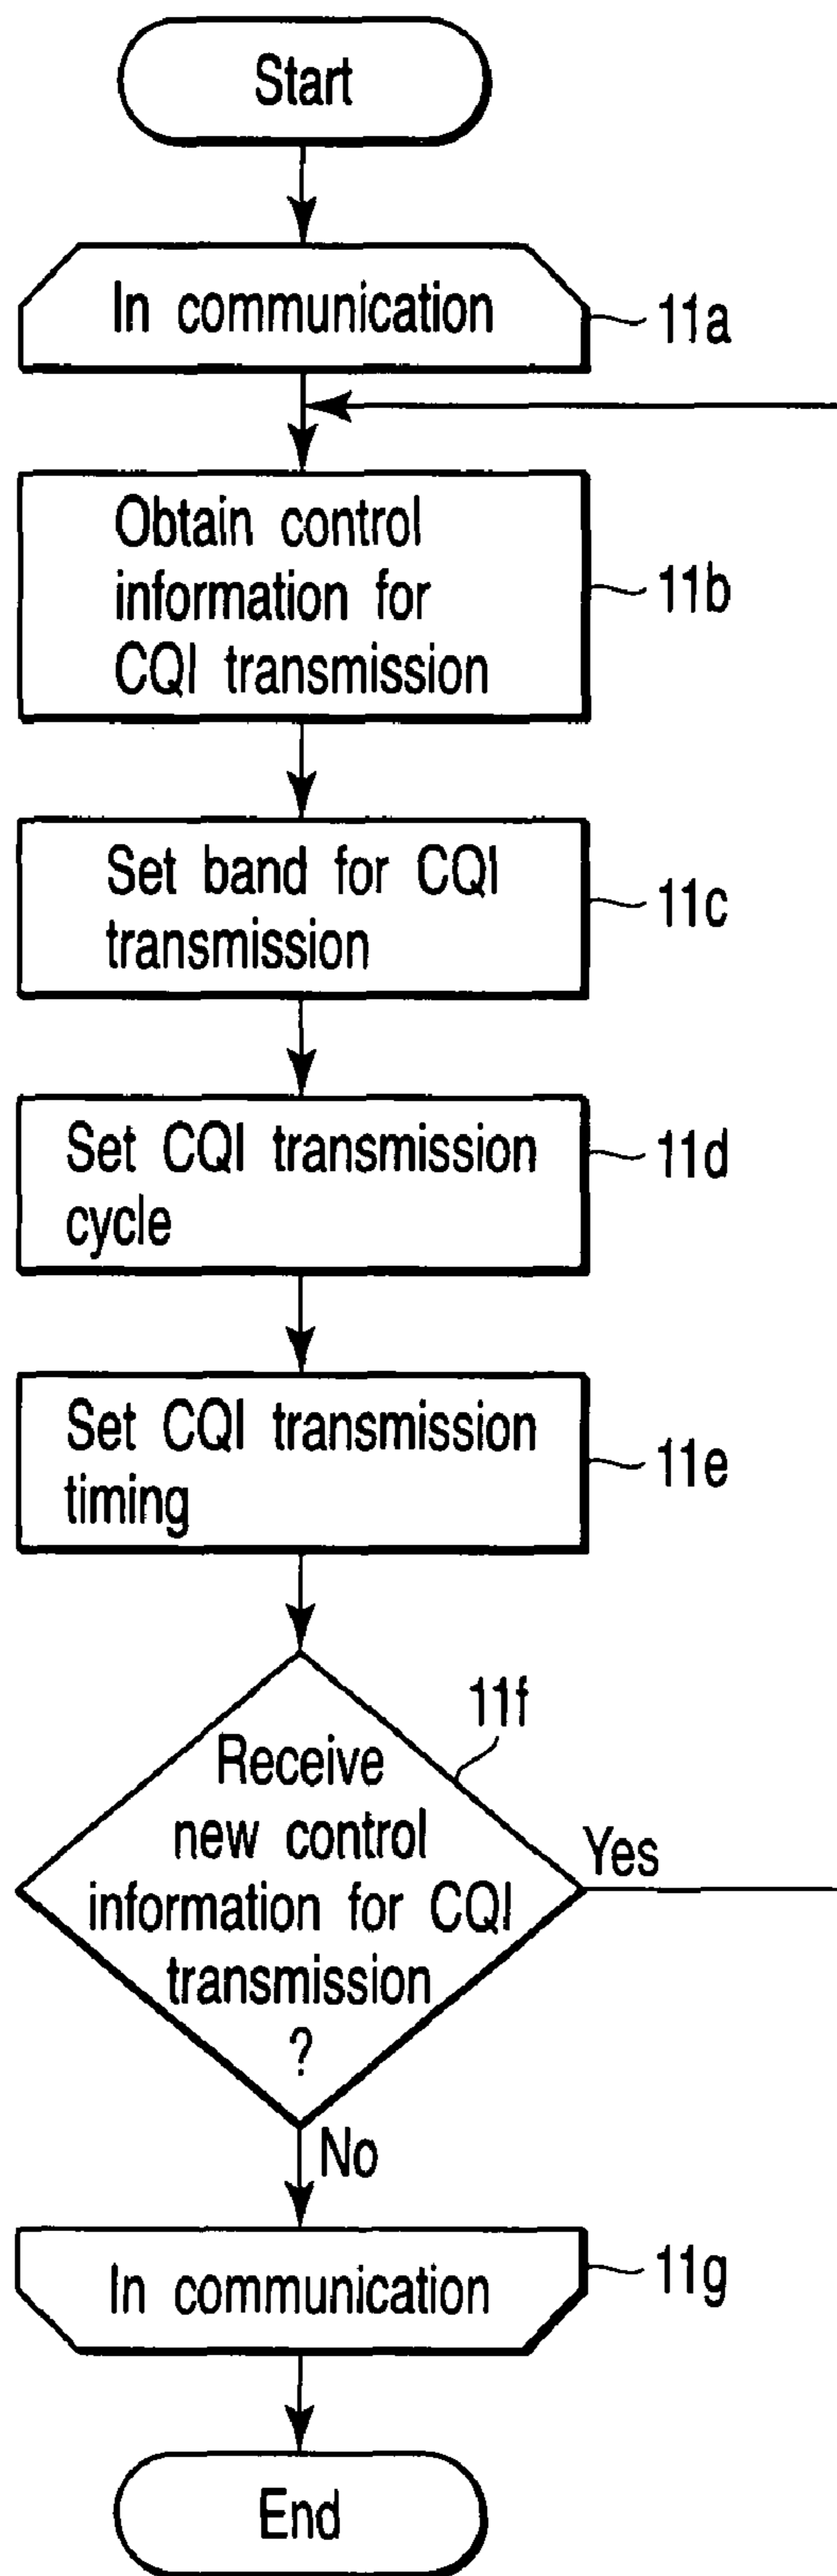 Start
In communication
11a
Obtain control
information for
CQI transmission
11b
Set band for CQI
transmission
11c
Set CQI transmission
cycle
11d
Set CQI transmission
timing
11e
11f
Receive
new control
information for CQI
transmission
?
Yes
No
In communication
11g
End